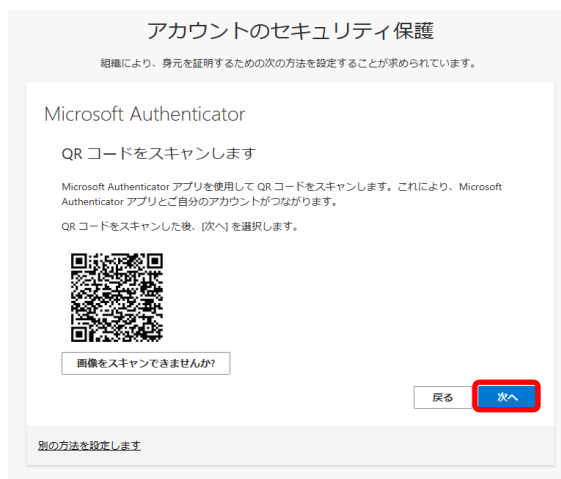 アカウントのセキュリティ保護
組織により、身元を証明するための次の方法を設定することが求められています。
Microsoft Authenticator
QR コードをスキャンします
Microsoft Authenticator アプリを使用して QR コードをスキャンします。これにより、Microsoft
Authenticator アプリとご自分のアカウントがつながります。
QR コードをスキャンした後、[次へ] を選択します。
画像をスキャンできませんか?
戻る
次へ
別の方法を設定します